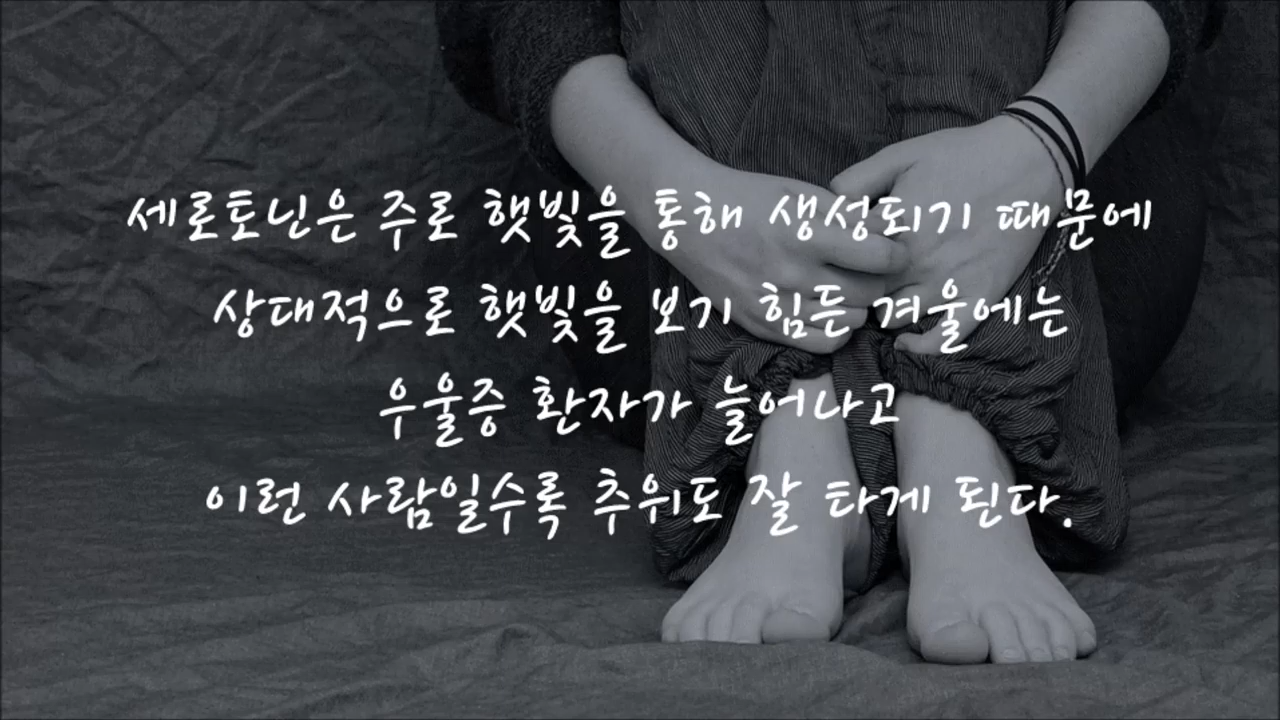 세로토닌은 주로 햇빛을 통해 생성되기 때문에
상대적으로 햇빛을 보기 힘든 겨울에는
우울증 환자가 늘어나고
이런 사람일수록 추위도 잘 타게 된다.